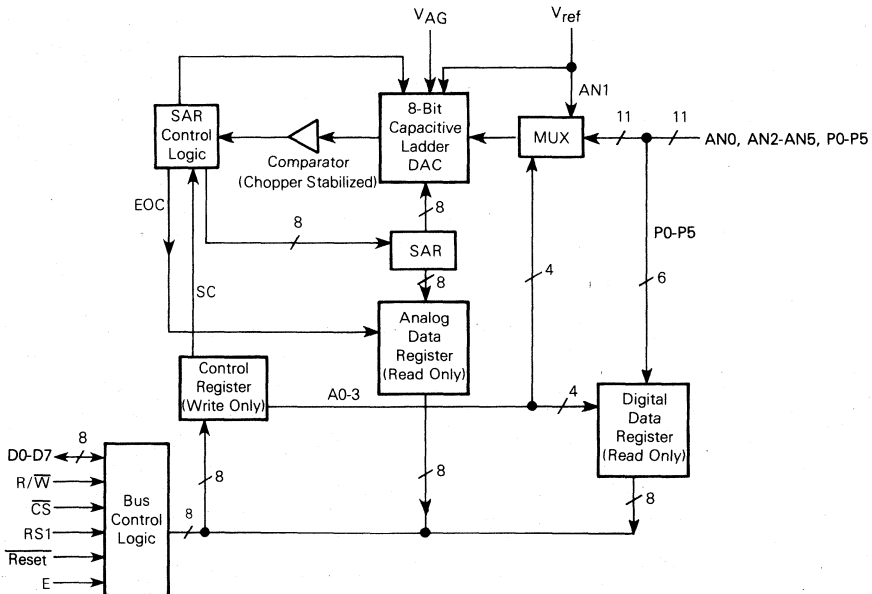 VAG
Vref
AN1
SAR
Control
Logic
8-Bit
Capacitive
Ladder
DAC
MUX
11
11
AN0, AN2-AN5, P0-P5
Comparator
(Chopper Stabilized)
EOC
8
8
SAR
P0-P5
4
6
SC
8
Analog
Data
Register
(Read Only)
Control
Register
(Write Only)
A0-3
4
Digital
Data
Register
(Read Only)
D0-D7
8
R/W̅
C̅S̅
RS1
R̅e̅s̅e̅t̅
E
Bus
Control
Logic
8
8
8
8